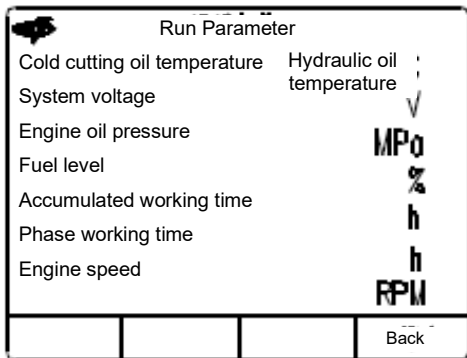 Run Parameter
Cold cutting oil temperature
Hydraulic oil
temperature
System voltage
√
Engine oil pressure
MPa
Fuel level
%
Accumulated working time
h
Phase working time
h
Engine speed
RPM
Back